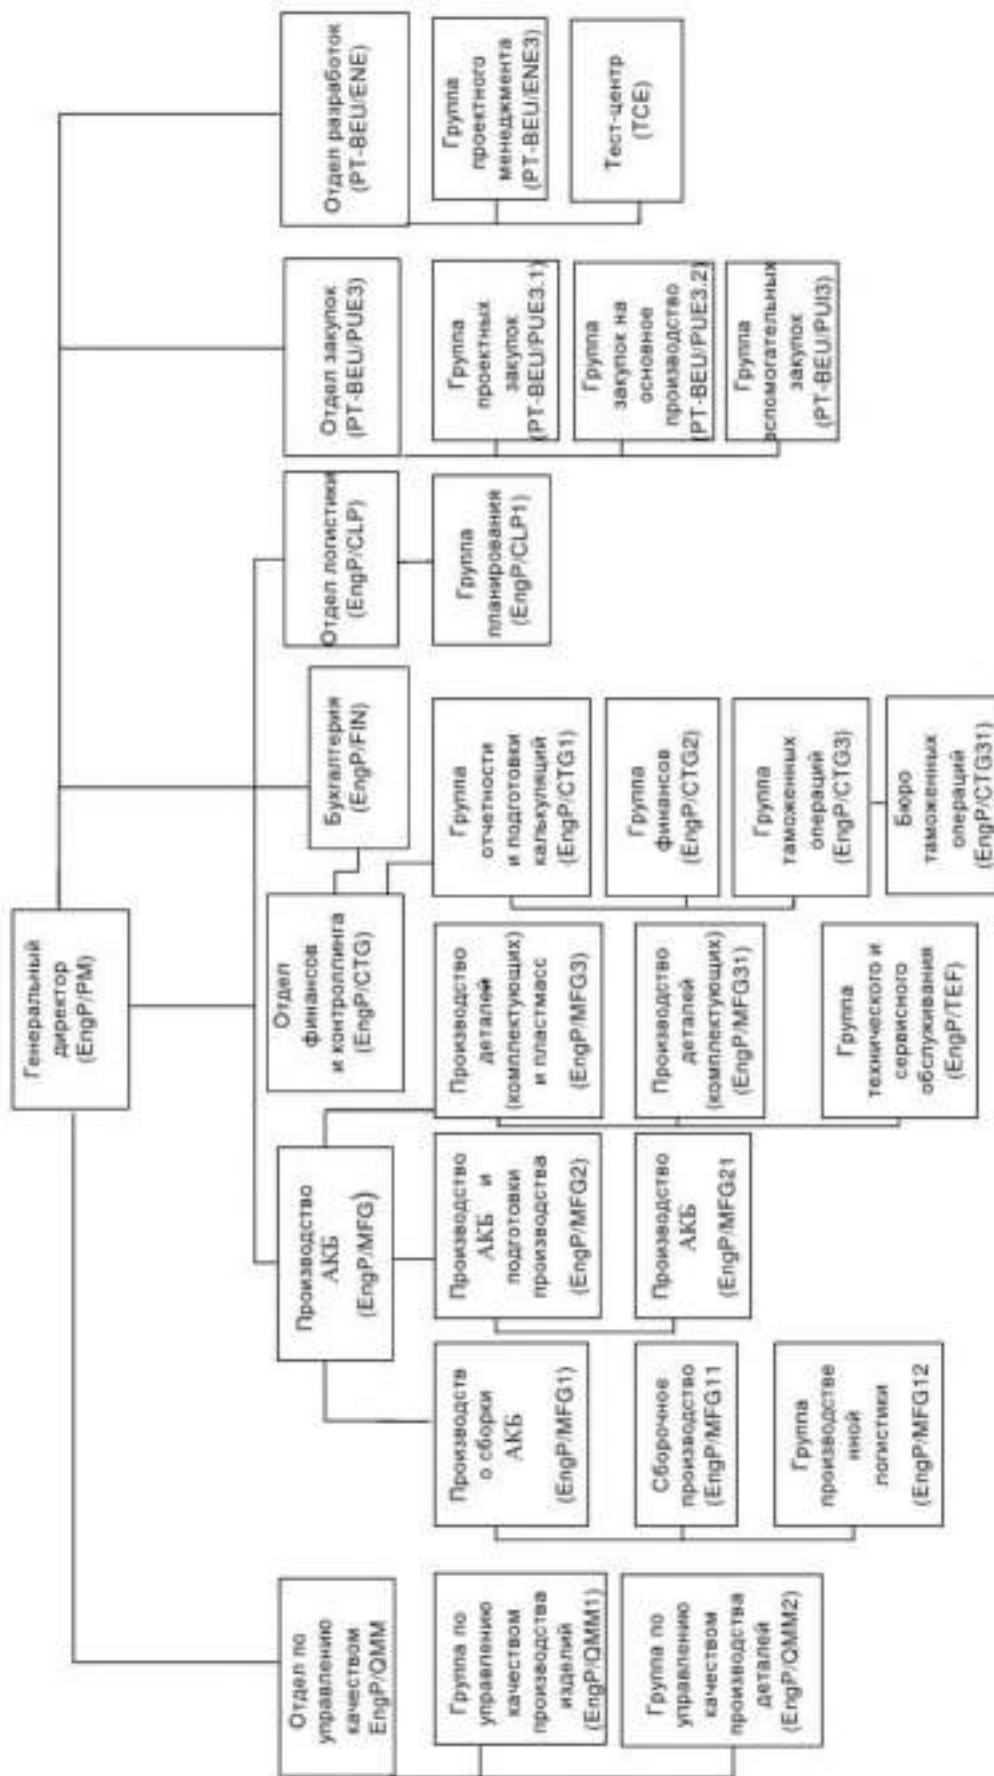 Генеральный
директор
(EngP/PM)
Отдел по
управлению
качеством
EngP/QMM
Группа по
управлению
качеством
производства
изделий
(EngP/QMM1)
Группа по
управлению
качеством
производства
деталей
(EngP/QMM2)
Производство
АКБ
(EngP/MFG)
Производств
о сборки
АКБ
(EngP/MFG1)
Сборочное
производство
(EngP/MFG11
Группа
производстве
нной
логистики
(EngP/MFG12
Производство
АКБ и
подготовки
производства
(EngP/MFG2)
Производство
АКБ
(EngP/MFG21
Производство
деталей
(комплектующих)
и пластмасс
(EngP/MFG3)
Производство
деталей
(комплектующих)
(EngP/MFG31)
Группа
технического и
сервисного
обслуживания
(EngP/TEF)
Отдел
финансов
и контроллинга
(EngP/CTG)
Бухгалтерия
(EngP/FIN)
Группа
отчетности
и подготовки
калькуляций
(EngP/CTG1)
Группа
финансов
(EngP/CTG2)
Группа
таможенных
операций
(EngP/CTG3)
Бюро
таможенных
операций
(EngP/CTG31)
Отдел логистики
(EngP/CLP)
Группа
планирования
(EngP/CLP1)
Отдел закупок
(PT-BEU/PUE3)
Группа
проектных
закупок
(PT-BEU/PUE3.1)
Группа
закупок на
основное
производство
(PT-BEU/PUE3.2)
Группа
вспомогательных
закупок
(PT-BEU/PUI3)
Отдел разработок
(PT-BEU/ENE)
Группа
проектного
менеджмента
(PT-BEU/ENE3)
Тест-центр
(TCE)